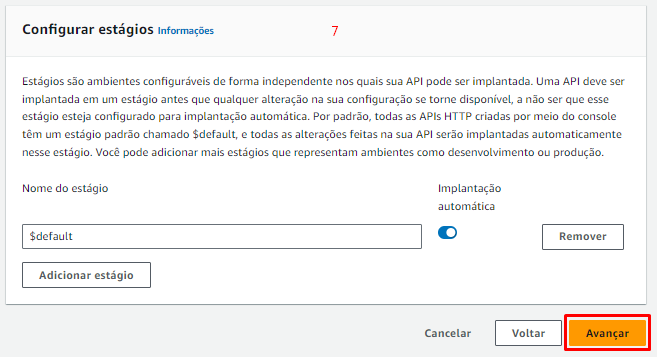 Configurar estágios Informações
7
Estágios são ambientes configuráveis de forma independente nos quais sua API pode ser implantada. Uma API deve ser
implantada em um estágio antes que qualquer alteração na sua configuração se torne disponível, a não ser que esse
estágio esteja configurado para implantação automática. Por padrão, todas as APIs HTTP criadas por meio do console
têm um estágio padrão chamado $default, e todas as alterações feitas na sua API serão implantadas automaticamente
nesse estágio. Você pode adicionar mais estágios que representam ambientes como desenvolvimento ou produção.
Nome do estágio
Implantação
automática
$default
Remover
Adicionar estágio
Cancelar
Voltar
Avançar